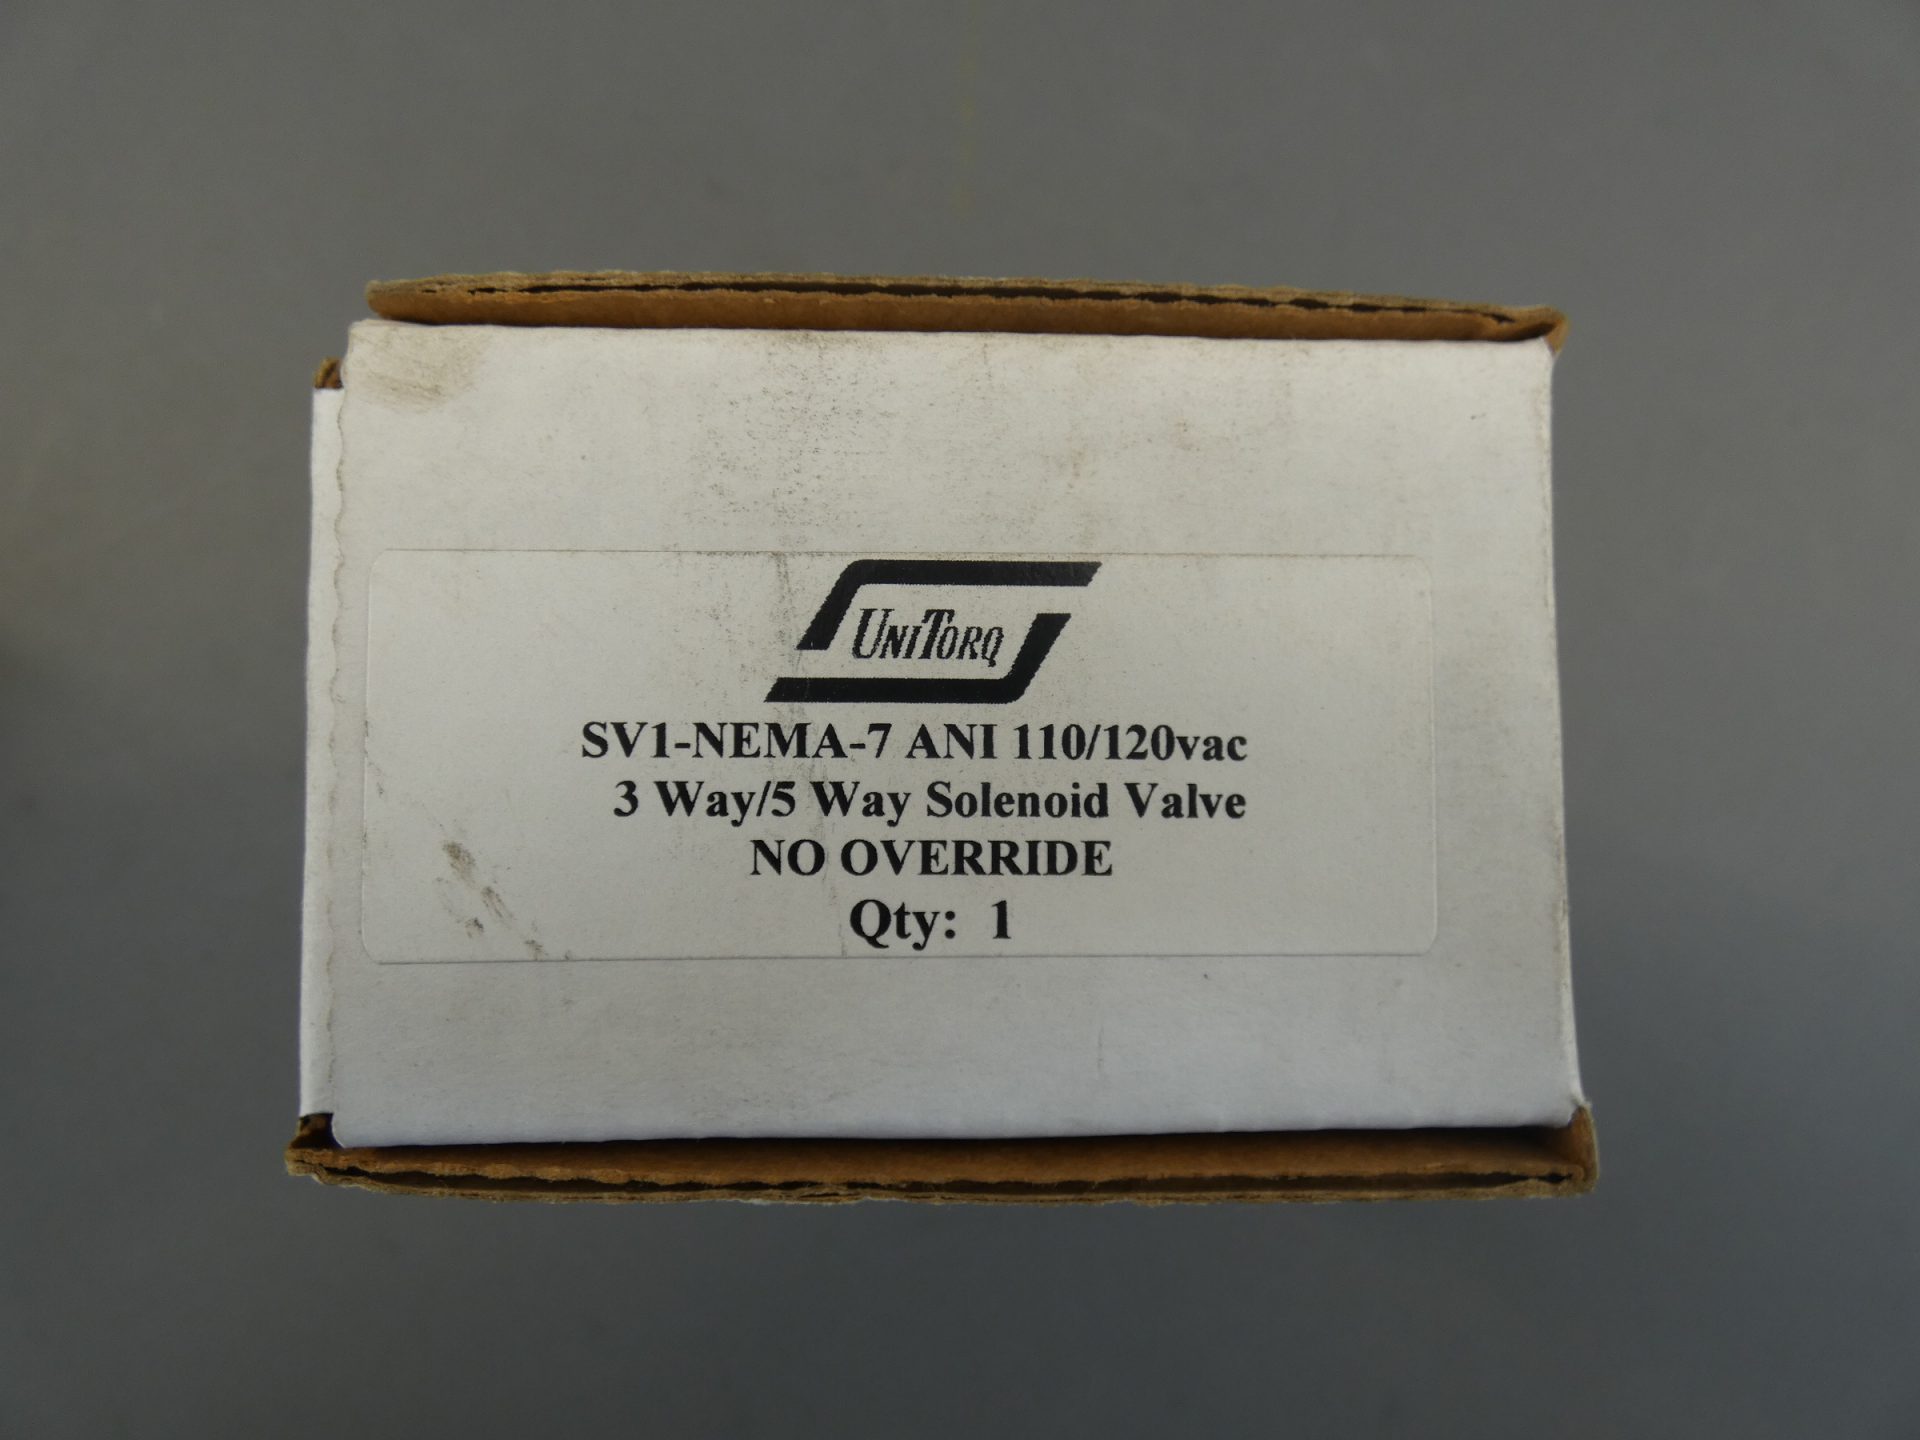 UNITORQ
SV1-NEMA-7 ANI 110/120vac
3 Way/5 Way Solenoid Valve
NO OVERRIDE
Qty: 1